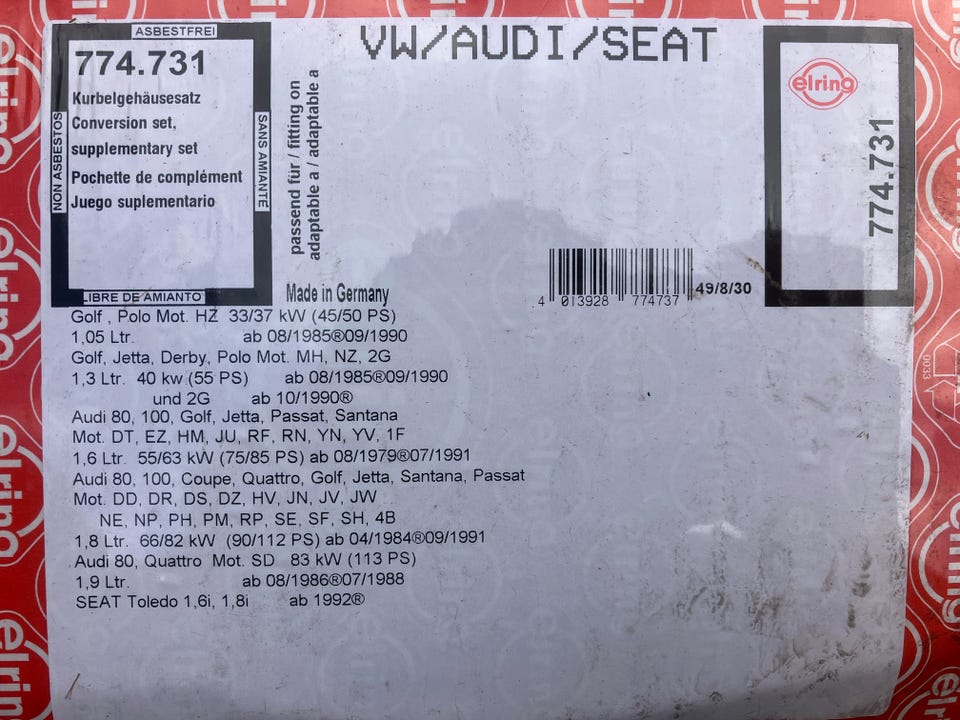 ASBESTFREI
774.731
Kurbelgehäusesatz
Conversion set,
supplementary set
Pochette de complément
Juego suplementario
NON ASBESTOS
SANS AMIANTE
LIBRE DE AMIANTO
passend für / fitting on
adaptable a / adaptable a
VW/AUDI/SEAT
Made in Germany
4 013928 774737
49/8/30
elring
774.731
Golf , Polo Mot. HZ 33/37 kW (45/50 PS)
1,05 Ltr. ab 08/1985®09/1990
Golf, Jetta, Derby, Polo Mot. MH, NZ, 2G
1,3 Ltr. 40 kw (55 PS) ab 08/1985®09/1990
und 2G ab 10/1990®
Audi 80, 100, Golf, Jetta, Passat, Santana
Mot. DT, EZ, HM, JU, RF, RN, YN, YV, 1F
1,6 Ltr. 55/63 kW (75/85 PS) ab 08/1979®07/1991
Audi 80, 100, Coupe, Quattro, Golf, Jetta, Santana, Passat
Mot. DD, DR, DS, DZ, HV, JN, JV, JW
NE, NP, PH, PM, RP, SE, SF, SH, 4B
1,8 Ltr. 66/82 kW (90/112 PS) ab 04/1984®09/1991
Audi 80, Quattro Mot. SD 83 kW (113 PS)
1,9 Ltr. ab 08/1986®07/1988
SEAT Toledo 1,6i, 1,8i ab 1992®
elring
elring
elring
elring
elring
0033